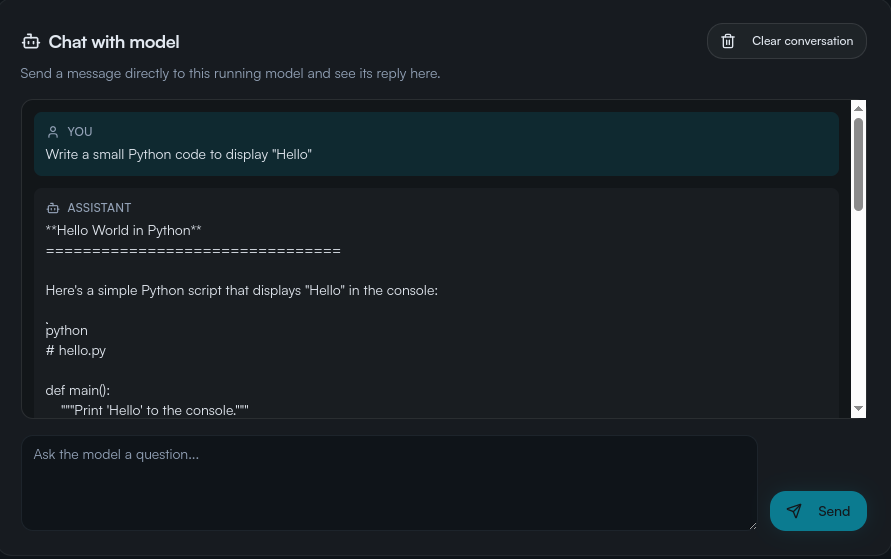 Chat with model
Clear conversation
Send a message directly to this running model and see its reply here.
YOU
Write a small Python code to display "Hello"
ASSISTANT
**Hello World in Python**
================================
Here's a simple Python script that displays "Hello" in the console:
`
python
# hello.py
def main():
    """Print 'Hello' to the console."""
Ask the model a question...
Send